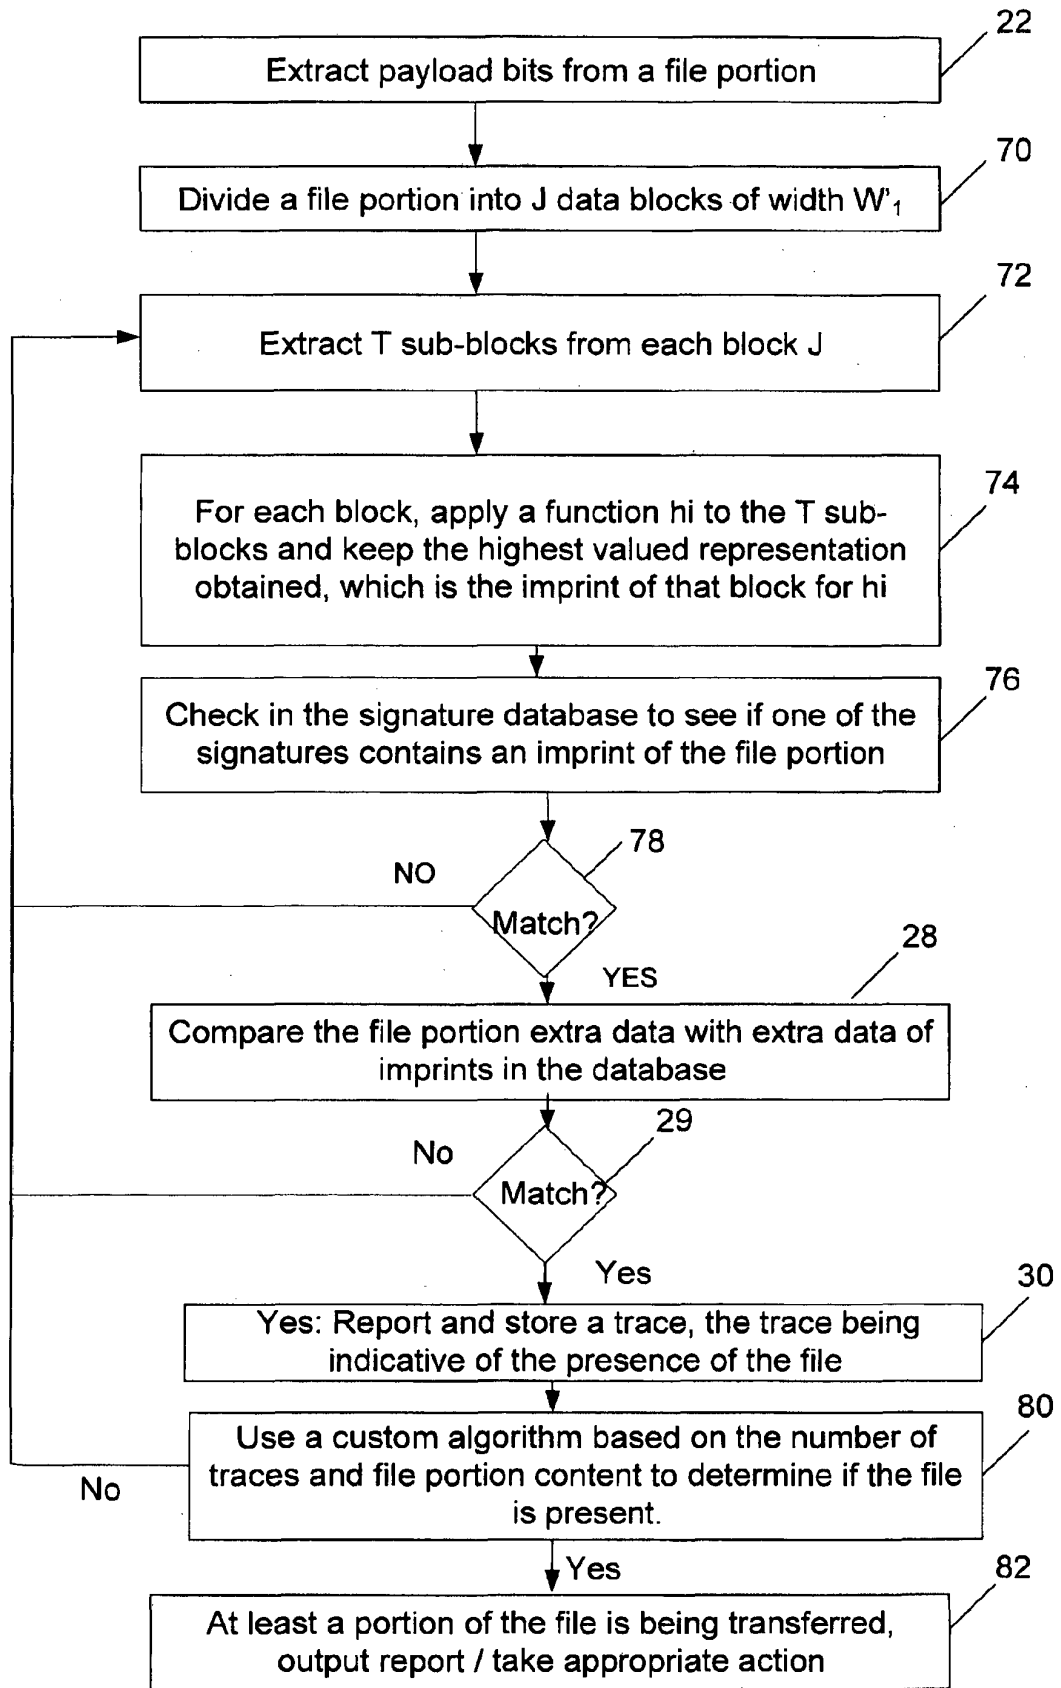 22
Extract payload bits from a file portion
70
Divide a file portion into J data blocks of width W'₁
72
Extract T sub-blocks from each block J
74
For each block, apply a function hi to the T sub-
blocks and keep the highest valued representation
obtained, which is the imprint of that block for hi
76
Check in the signature database to see if one of the
signatures contains an imprint of the file portion
78
NO
Match?
YES
28
Compare the file portion extra data with extra data of
imprints in the database
29
No
Match?
Yes
30
Yes: Report and store a trace, the trace being
indicative of the presence of the file
80
Use a custom algorithm based on the number of
traces and file portion content to determine if the file
is present.
No
Yes
82
At least a portion of the file is being transferred,
output report / take appropriate action